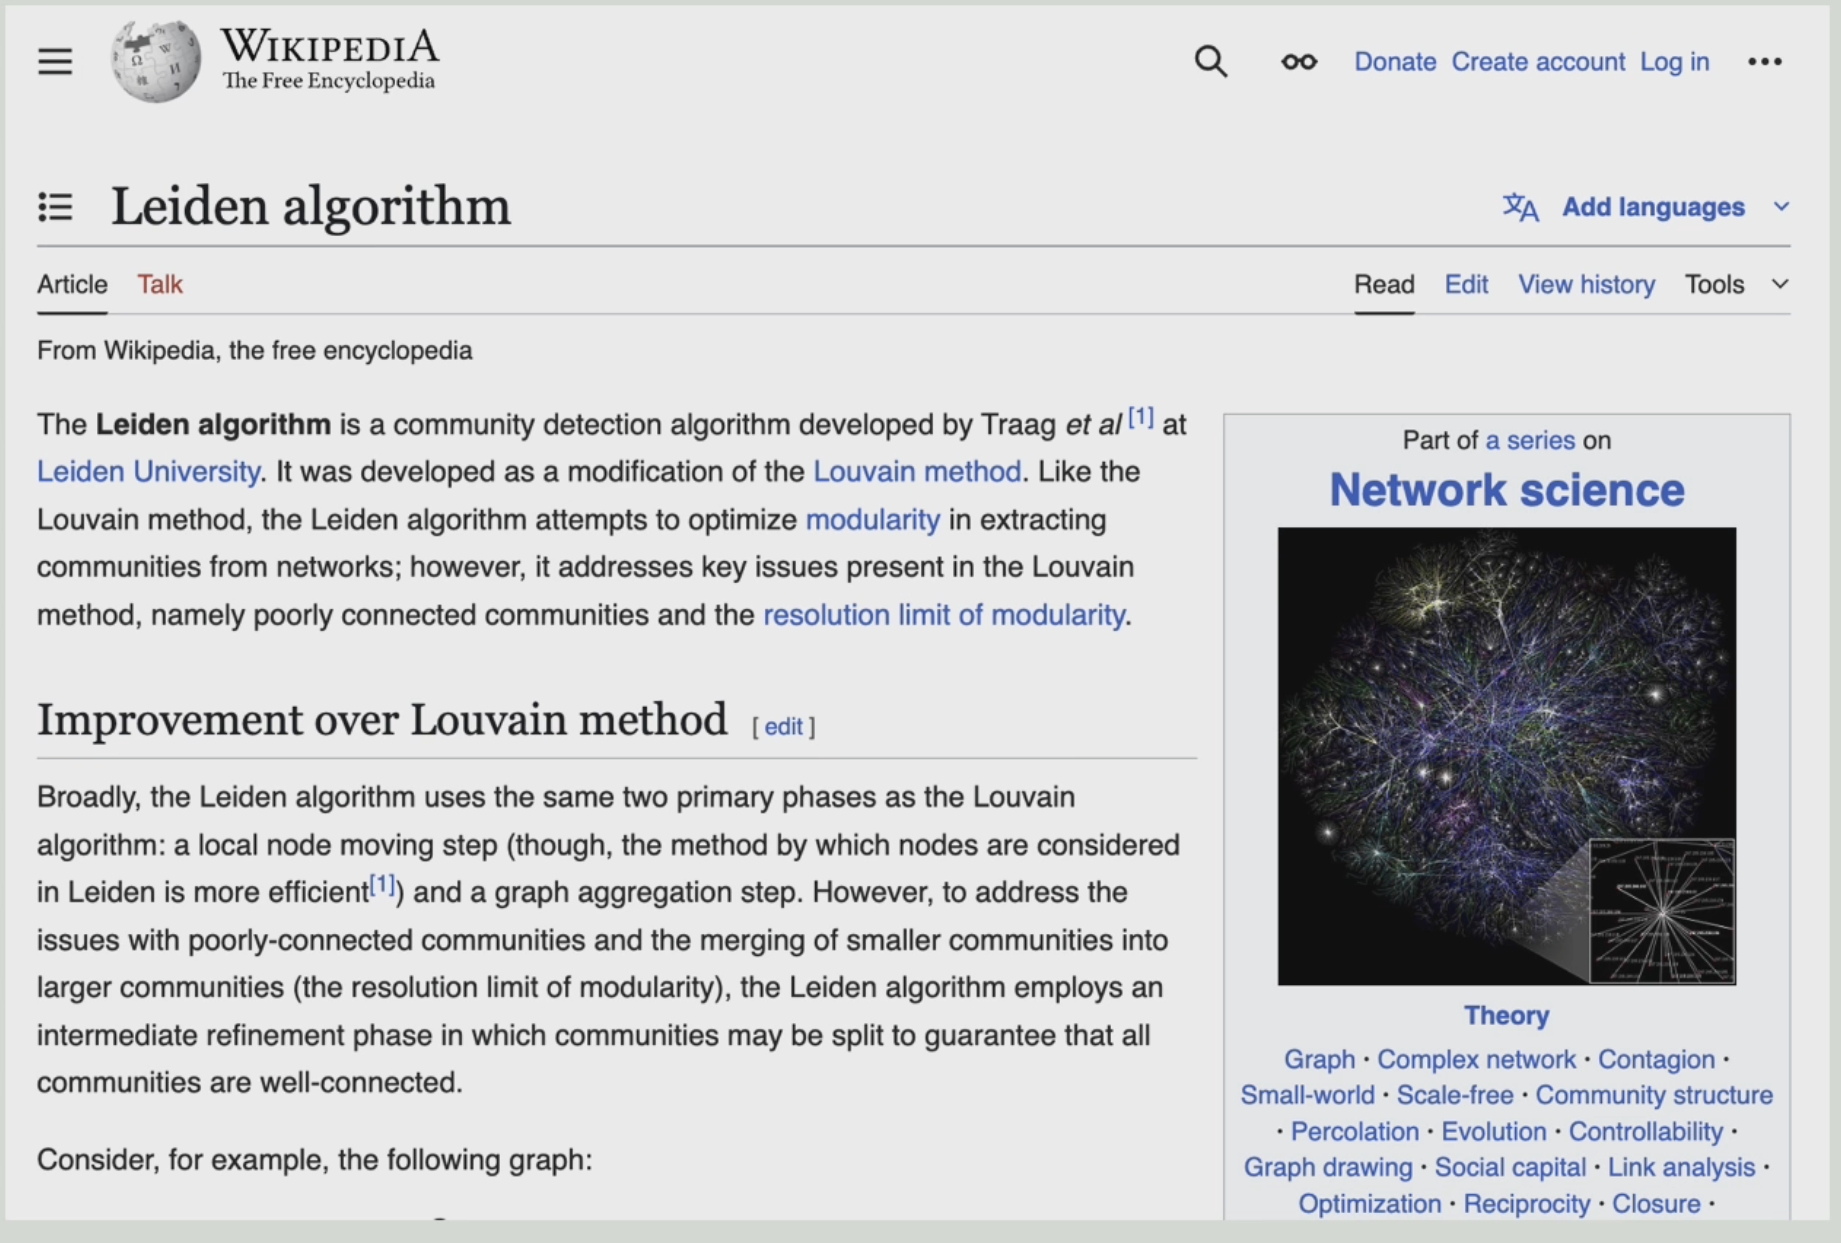 WIKIPEDIA
The Free Encyclopedia
Donate Create account Log in
Leiden algorithm
Add languages
Article Talk
Read Edit View history Tools
From Wikipedia, the free encyclopedia
The Leiden algorithm is a community detection algorithm developed by Traag et al [1] at
Leiden University. It was developed as a modification of the Louvain method. Like the
Louvain method, the Leiden algorithm attempts to optimize modularity in extracting
communities from networks; however, it addresses key issues present in the Louvain
method, namely poorly connected communities and the resolution limit of modularity.
Improvement over Louvain method [ edit ]
Broadly, the Leiden algorithm uses the same two primary phases as the Louvain
algorithm: a local node moving step (though, the method by which nodes are considered
in Leiden is more efficient[1]) and a graph aggregation step. However, to address the
issues with poorly-connected communities and the merging of smaller communities into
larger communities (the resolution limit of modularity), the Leiden algorithm employs an
intermediate refinement phase in which communities may be split to guarantee that all
communities are well-connected.
Consider, for example, the following graph:
Part of a series on
Network science
Theory
Graph · Complex network · Contagion ·
Small-world · Scale-free · Community structure
· Percolation · Evolution · Controllability ·
Graph drawing · Social capital · Link analysis ·
Optimization · Reciprocity · Closure ·